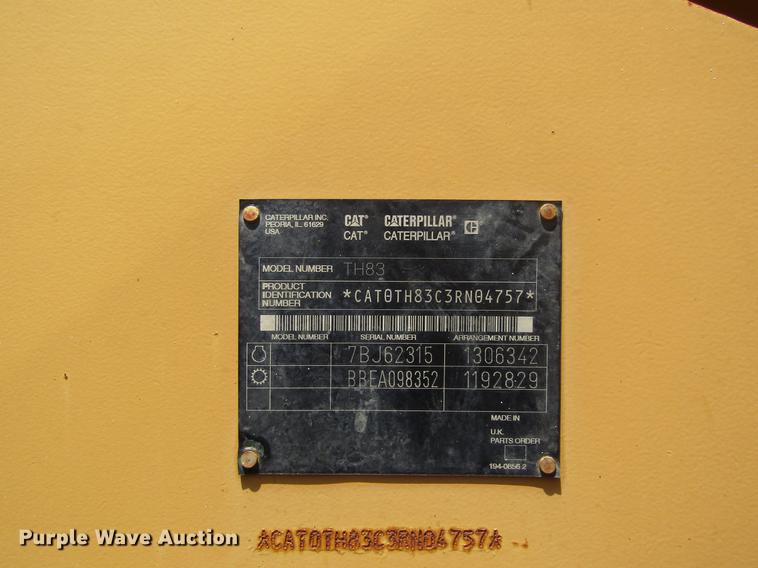 CATERPILLAR INC.
PEORIA, IL. 61629
USA
CAT® CATERPILLAR®
CAT® CATERPILLAR®
MODEL NUMBER TH83
PRODUCT
IDENTIFICATION
NUMBER
*CAT0TH83C3RN04757*
MODEL NUMBER SERIAL NUMBER ARRANGEMENT NUMBER
7BJ62315 1306342
BBEA098352 1192829
MADE IN
U.K.
PARTS ORDER
194-0856 2
Purple Wave Auction
*CAT0TH83C3RN04757*